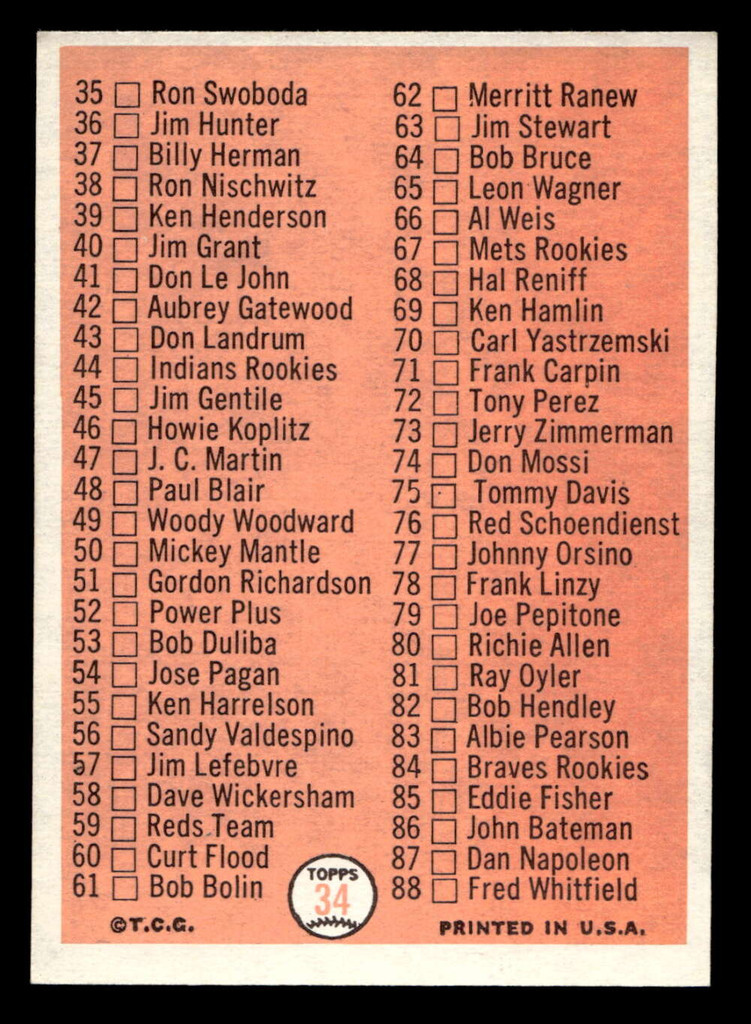 35 Ron Swoboda
36 Jim Hunter
37 Billy Herman
38 Ron Nischwitz
39 Ken Henderson
40 Jim Grant
41 Don Le John
42 Aubrey Gatewood
43 Don Landrum
44 Indians Rookies
45 Jim Gentile
46 Howie Koplitz
47 J. C. Martin
48 Paul Blair
49 Woody Woodward
50 Mickey Mantle
51 Gordon Richardson
52 Power Plus
53 Bob Duliba
54 Jose Pagan
55 Ken Harrelson
56 Sandy Valdespino
57 Jim Lefebvre
58 Dave Wickersham
59 Reds Team
60 Curt Flood
61 Bob Bolin
62 Merritt Ranew
63 Jim Stewart
64 Bob Bruce
65 Leon Wagner
66 Al Weis
67 Mets Rookies
68 Hal Reniff
69 Ken Hamlin
70 Carl Yastrzemski
71 Frank Carpin
72 Tony Perez
73 Jerry Zimmerman
74 Don Mossi
75 Tommy Davis
76 Red Schoendienst
77 Johnny Orsino
78 Frank Linzy
79 Joe Pepitone
80 Richie Allen
81 Ray Oyler
82 Bob Hendley
83 Albie Pearson
84 Braves Rookies
85 Eddie Fisher
86 John Bateman
87 Dan Napoleon
88 Fred Whitfield
TOPPS
34
©T.C.G.
PRINTED IN U.S.A.